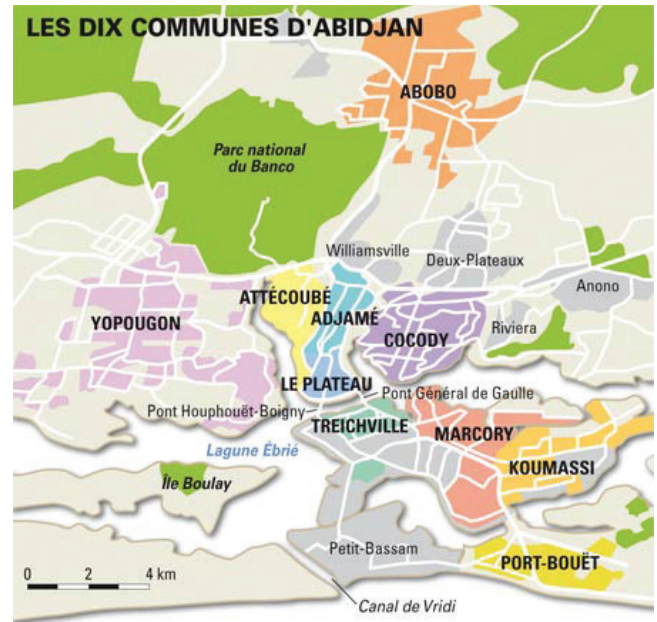 LES DIX COMMUNES D'ABIDJAN
ABOBO
Parc national
du Banco
Williamsville
Deux-Plateaux
Anono
ATTÉCOUBÉ
ADJAMÉ
YOPOUGON
COCODY
Riviera
LE PLATEAU
Pont Général de Gaulle
Pont Houphouët-Boigny
TREICHVILLE
MARCORY
Lagune Ébrié
KOUMASSI
Île Boulay
Petit-Bassam
PORT-BOUËT
0 2 4 km
Canal de Vridi